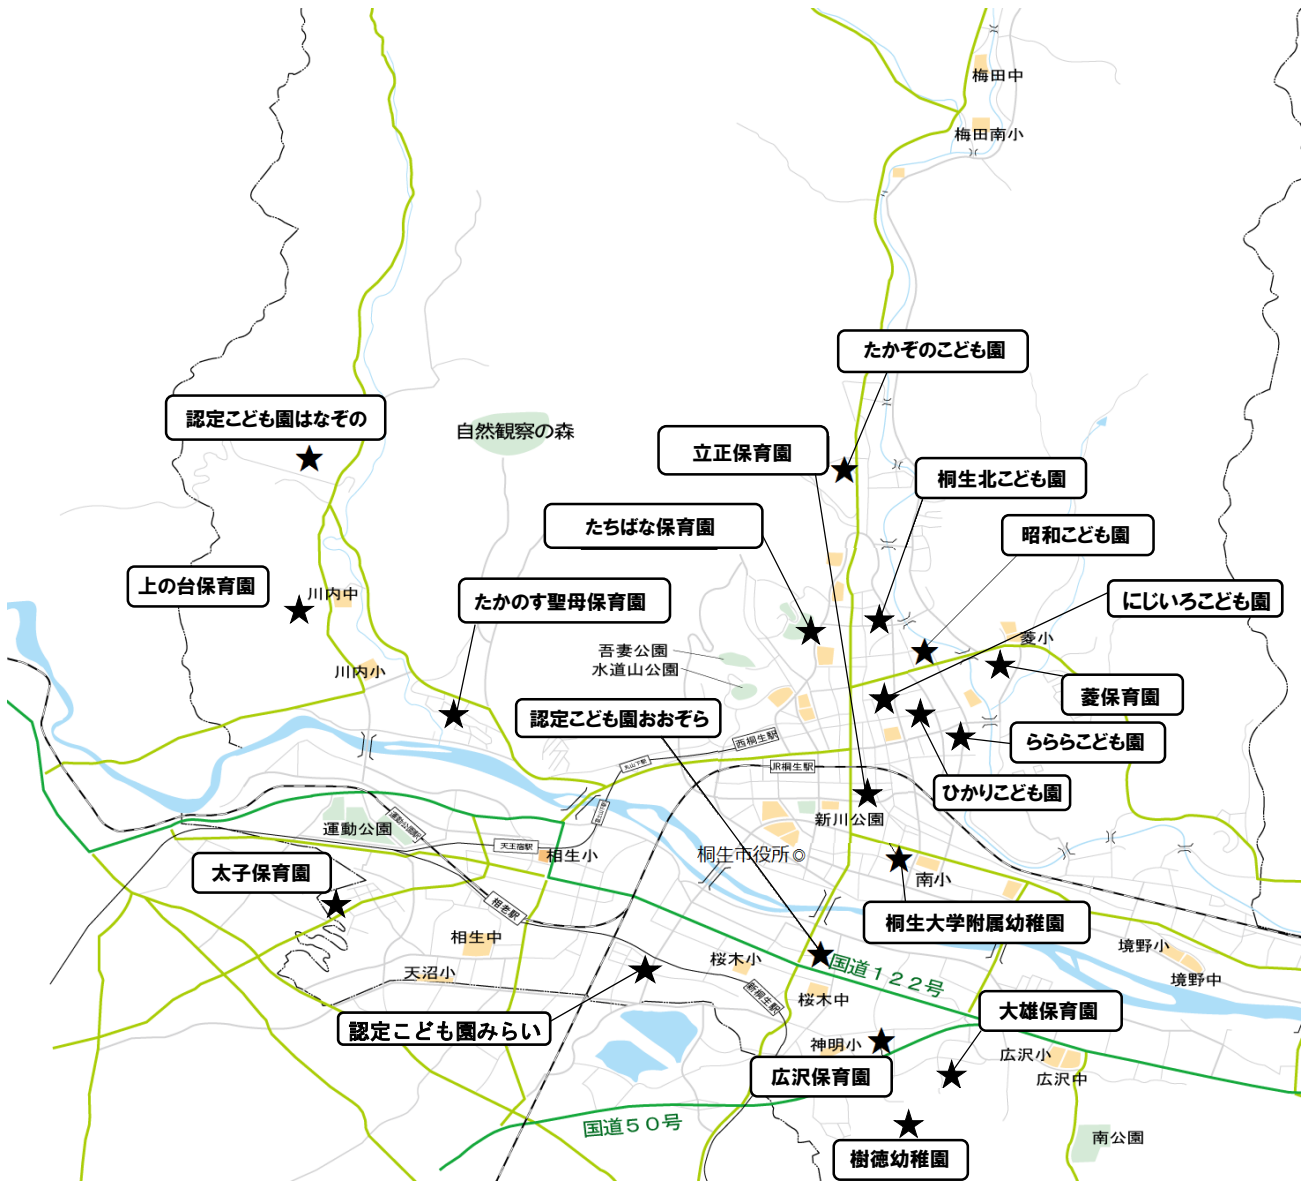 梅田中
梅田南小
たかぞのこども園
認定こども園はなぞの
自然観察の森
立正保育園
桐生北こども園
たちばな保育園
昭和こども園
上の台保育園
川内中
たかのす聖母保育園
にじいろこども園
菱小
吾妻公園
水道山公園
川内小
菱保育園
認定こども園おおぞら
西桐生駅
らららこども園
丸山下駅
JR桐生駅
ひかりこども園
新川公園
運動公園
運動公園駅
天王宿駅
相生小
桐生市役所◎
太子保育園
南小
相老駅
桐生大学附属幼稚園
相生中
境野小
桜木小
国道122号
天沼小
境野中
新桐生駅
桜木中
大雄保育園
認定こども園みらい
神明小
広沢小
広沢保育園
広沢中
国道50号
南公園
樹徳幼稚園